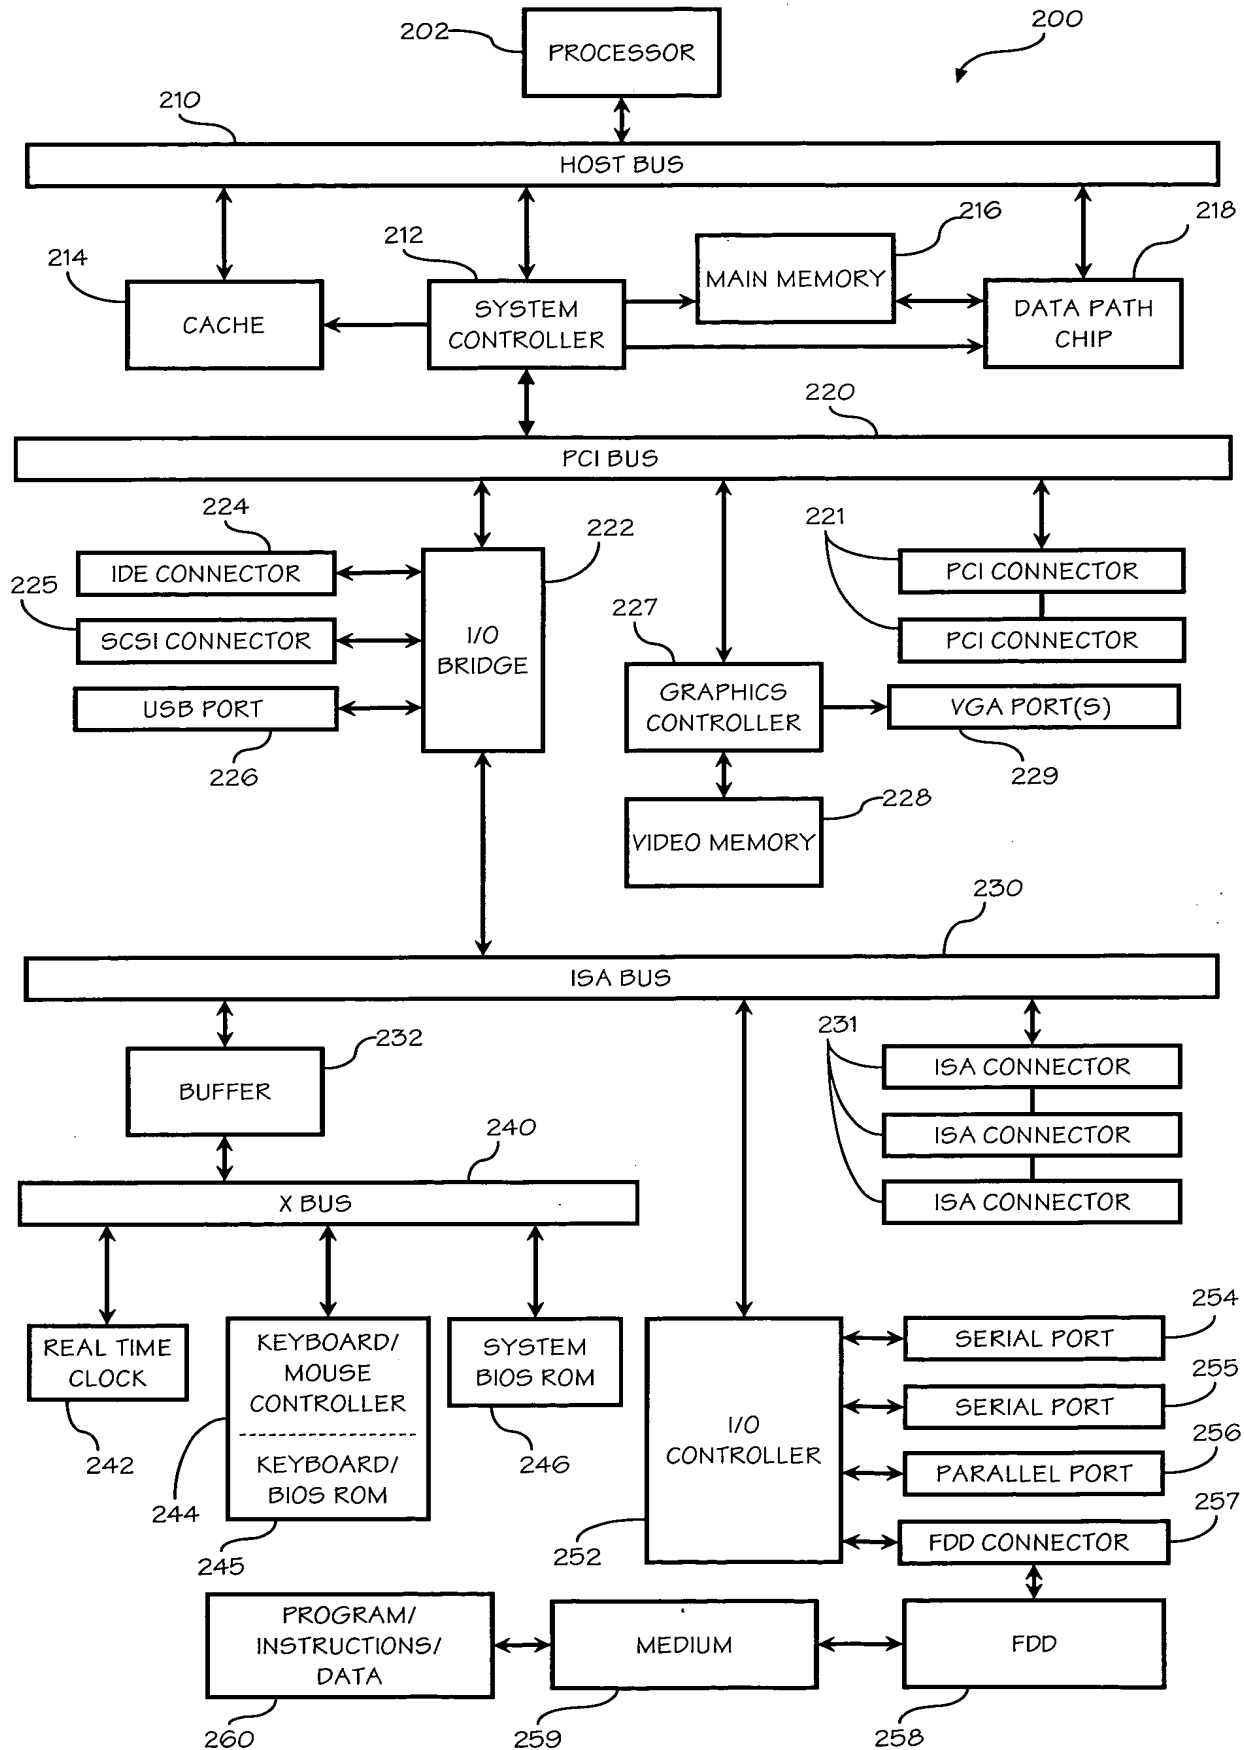 202
PROCESSOR
200
210
HOST BUS
214
212
216
218
CACHE
SYSTEM
CONTROLLER
MAIN MEMORY
DATA PATH
CHIP
220
PCI BUS
224
222
221
IDE CONNECTOR
PCI CONNECTOR
225
SCSI CONNECTOR
I/O
BRIDGE
227
PCI CONNECTOR
USB PORT
GRAPHICS
CONTROLLER
VGA PORT(S)
226
229
228
VIDEO MEMORY
230
ISA BUS
232
231
BUFFER
ISA CONNECTOR
ISA CONNECTOR
ISA CONNECTOR
240
X BUS
REAL TIME
CLOCK
242
KEYBOARD/
MOUSE
CONTROLLER
KEYBOARD/
BIOS ROM
244
245
SYSTEM
BIOS ROM
246
I/O
CONTROLLER
252
254
SERIAL PORT
255
SERIAL PORT
256
PARALLEL PORT
257
FDD CONNECTOR
PROGRAM/
INSTRUCTIONS/
DATA
MEDIUM
FDD
260
259
258